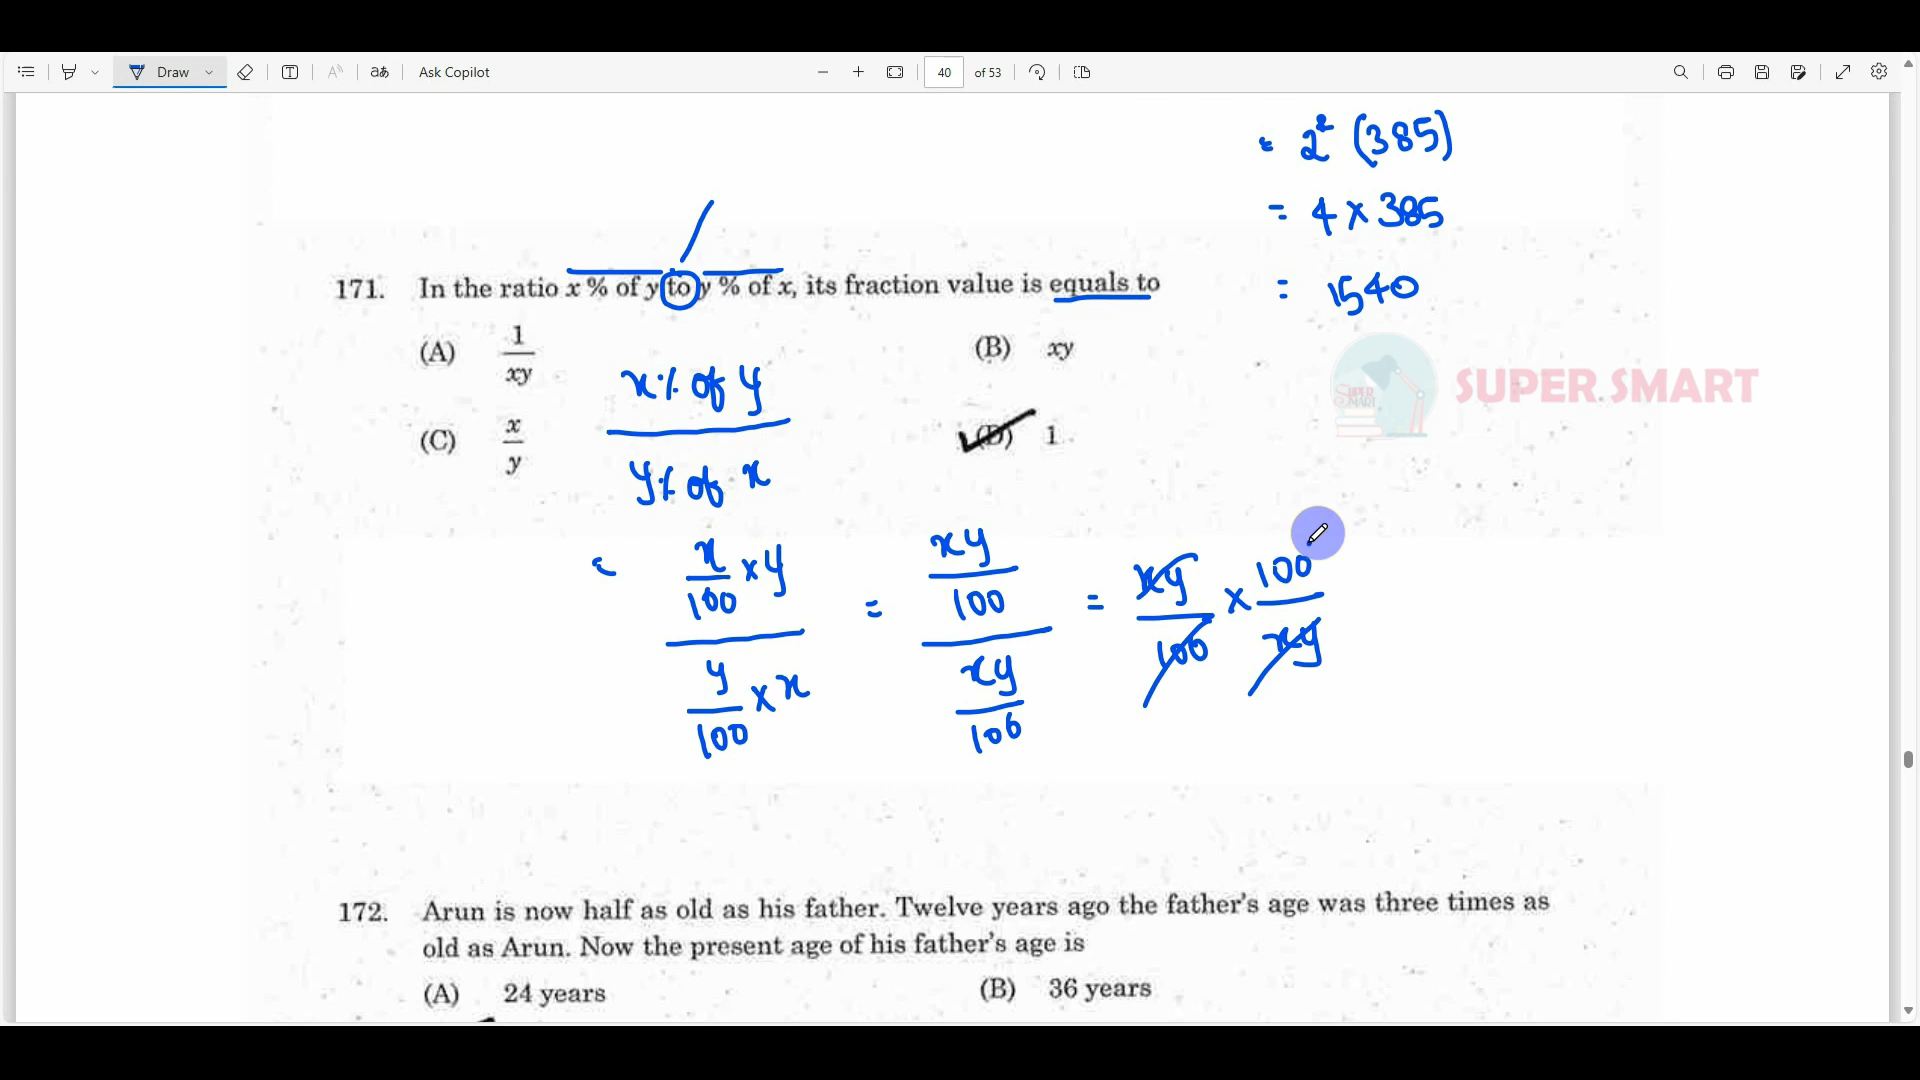 Draw
aあ
Ask Copilot
40 of 53
= 2² (385)
= 4 × 385
= 1540
171. In the ratio x % of y to y % of x, its fraction value is equals to
(A) 1/xy
(B) xy
(C) x/y
(D) 1
x% of y
y% of x
= x/100 × y
y/100 × x
= xy/100
xy/100
= xy/100 × 100/xy
SUPER SMART
SUPER SMART
172. Arun is now half as old as his father. Twelve years ago the father's age was three times as
old as Arun. Now the present age of his father's age is
(A) 24 years
(B) 36 years